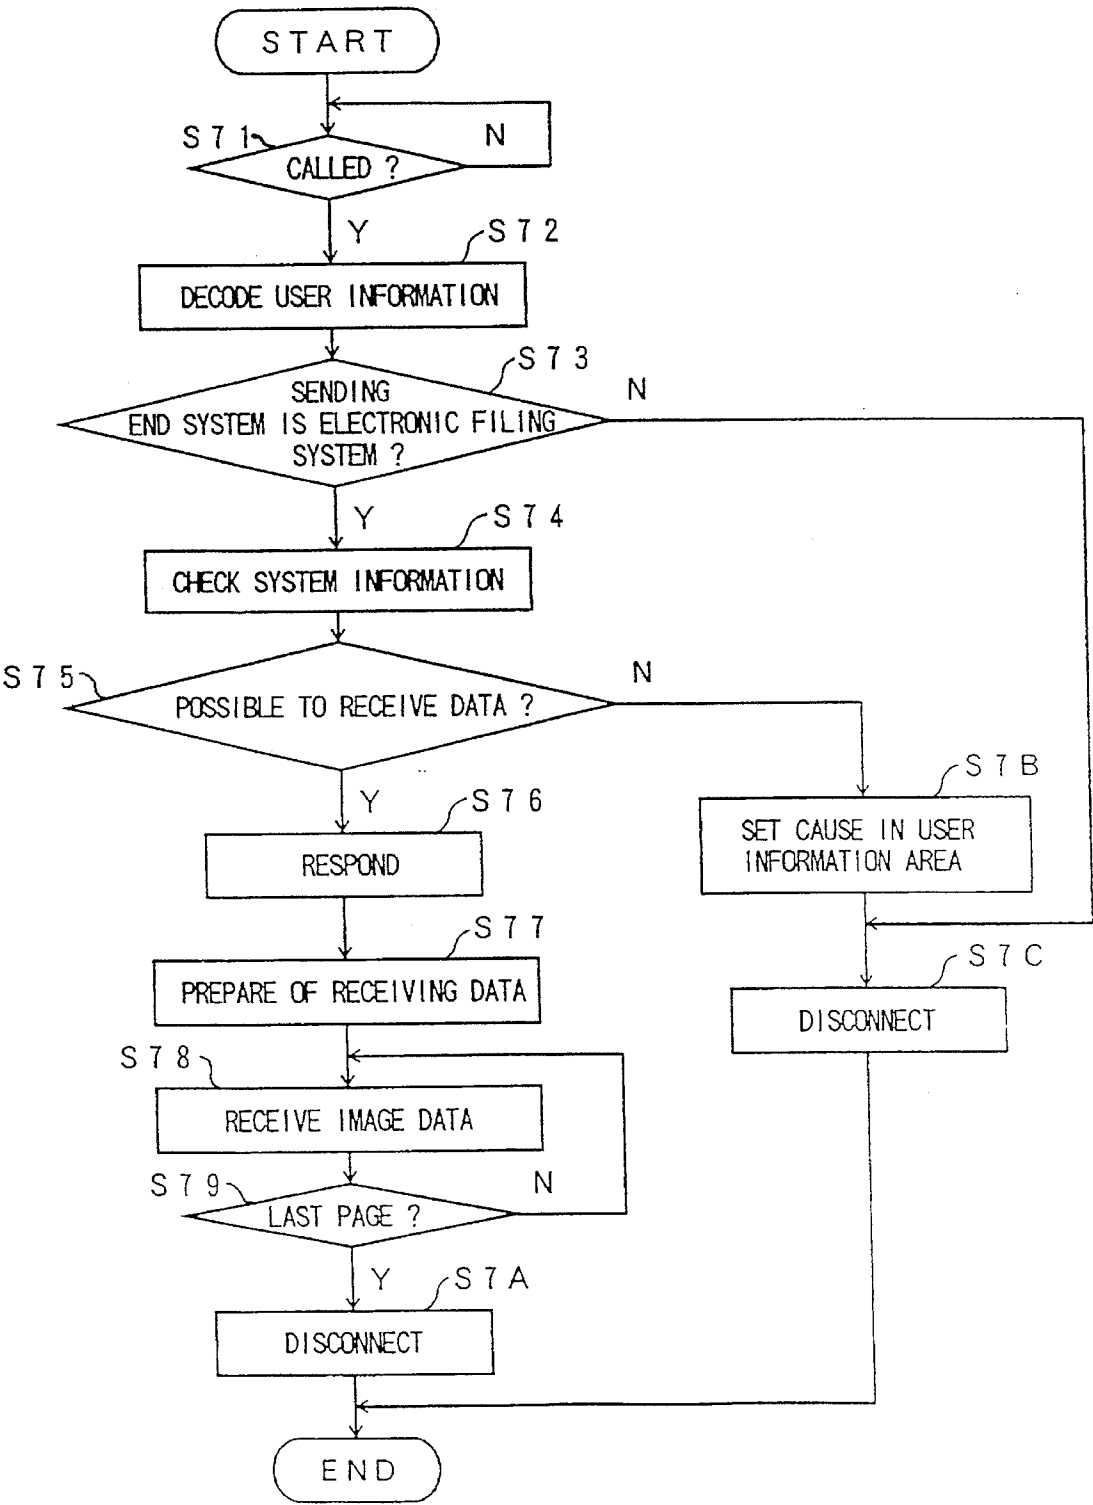 START
S71
N
CALLED ?
Y
S72
DECODE USER INFORMATION
S73
N
SENDING
END SYSTEM IS ELECTRONIC FILING
SYSTEM ?
Y
S74
CHECK SYSTEM INFORMATION
S75
N
POSSIBLE TO RECEIVE DATA ?
Y
S76
RESPOND
S7B
SET CAUSE IN USER
INFORMATION AREA
S77
PREPARE OF RECEIVING DATA
S7C
DISCONNECT
S78
RECEIVE IMAGE DATA
S79
N
LAST PAGE ?
Y
S7A
DISCONNECT
END